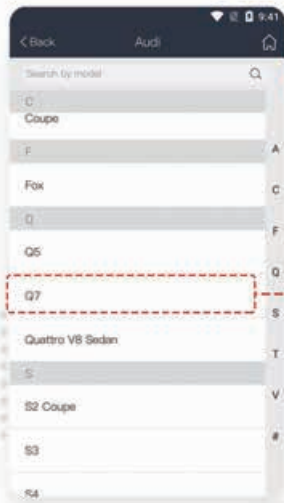 9:41
Back Audi
Search by model
C
Coupe
F
Fox
Q
Q5
Q7
Quattro V8 Sedan
S
S2 Coupe
S3
S4
A
C
F
Q
S
T
V
#